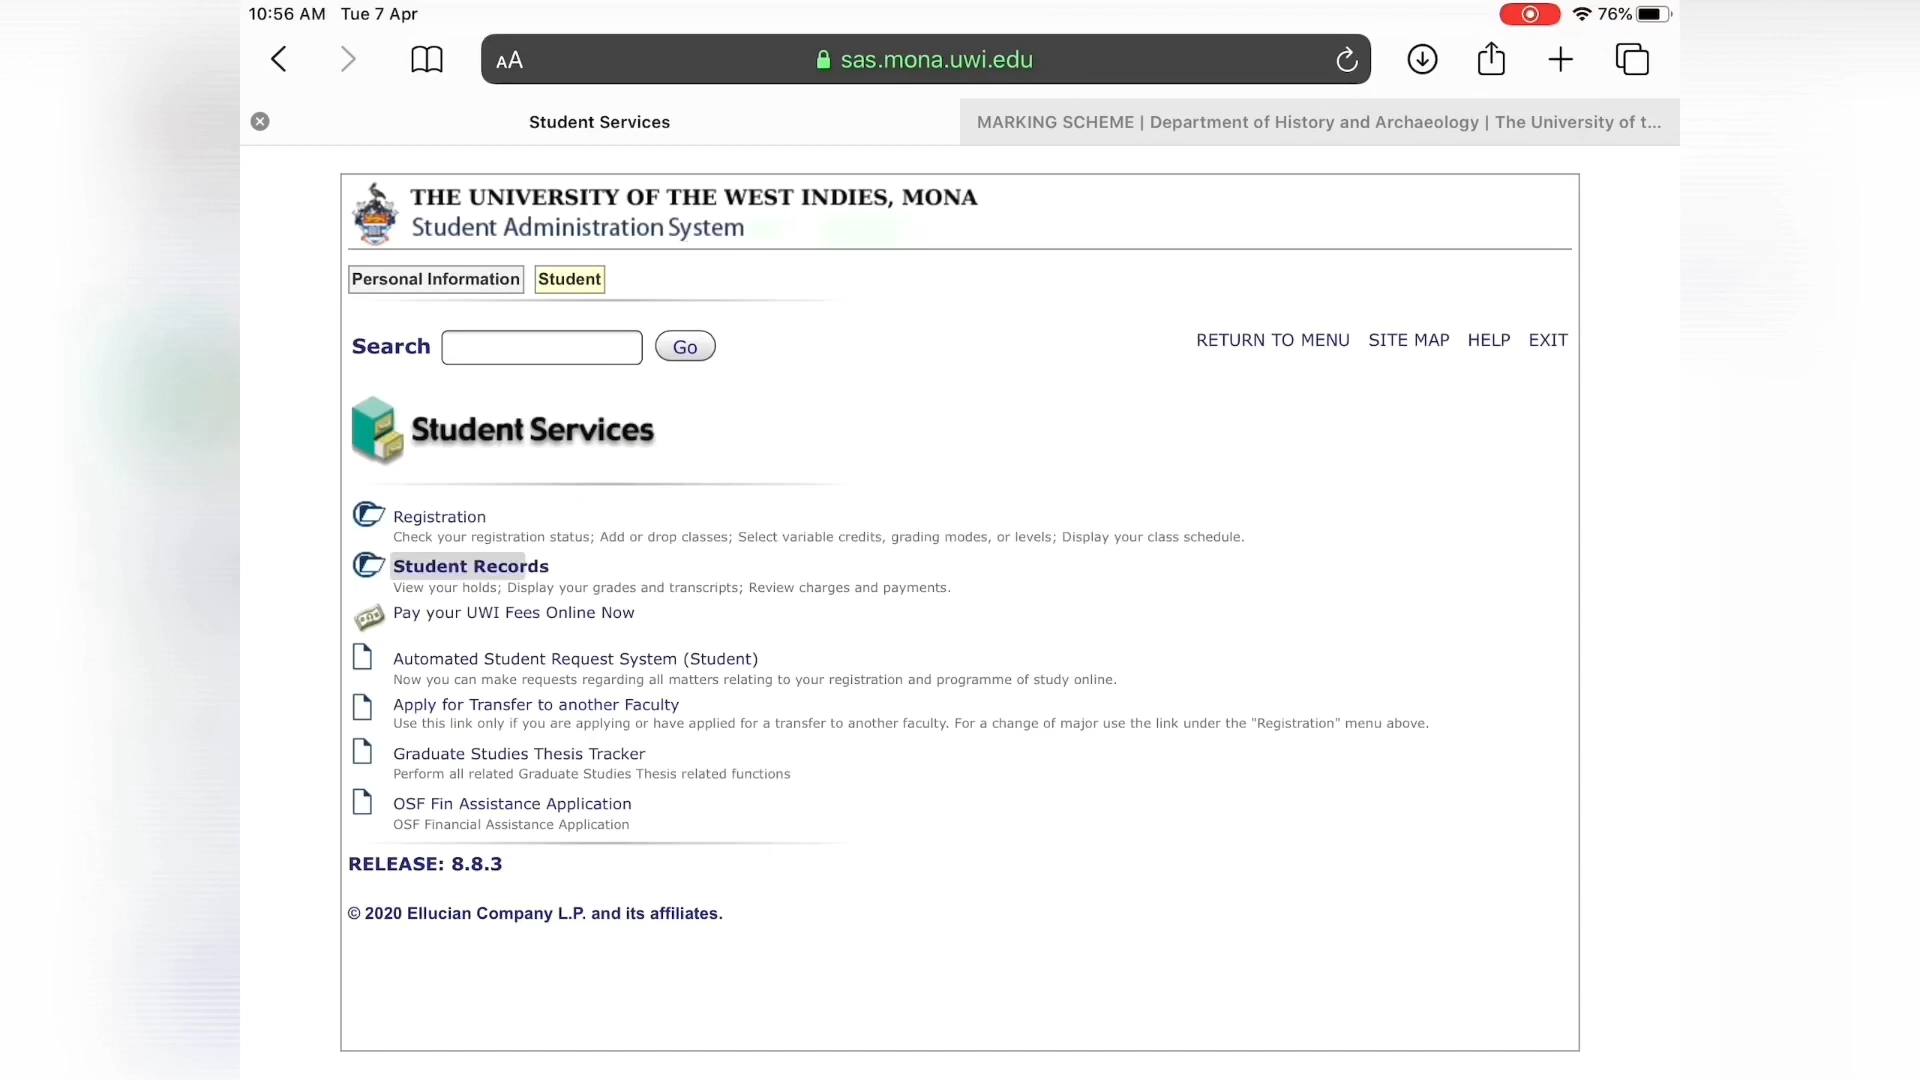 10:56 AM Tue 7 Apr
76%
AA
sas.mona.uwi.edu
Student Services
MARKING SCHEME | Department of History and Archaeology | The University of t...
THE UNIVERSITY OF THE WEST INDIES, MONA
Student Administration System
Personal Information
Student
Search
Go
RETURN TO MENU SITE MAP HELP EXIT
Student Services
Registration
Check your registration status; Add or drop classes; Select variable credits, grading modes, or levels; Display your class schedule.
Student Records
View your holds; Display your grades and transcripts; Review charges and payments.
Pay your UWI Fees Online Now
Automated Student Request System (Student)
Now you can make requests regarding all matters relating to your registration and programme of study online.
Apply for Transfer to another Faculty
Use this link only if you are applying or have applied for a transfer to another faculty. For a change of major use the link under the "Registration" menu above.
Graduate Studies Thesis Tracker
Perform all related Graduate Studies Thesis related functions
OSF Fin Assistance Application
OSF Financial Assistance Application
RELEASE: 8.8.3
© 2020 Ellucian Company L.P. and its affiliates.